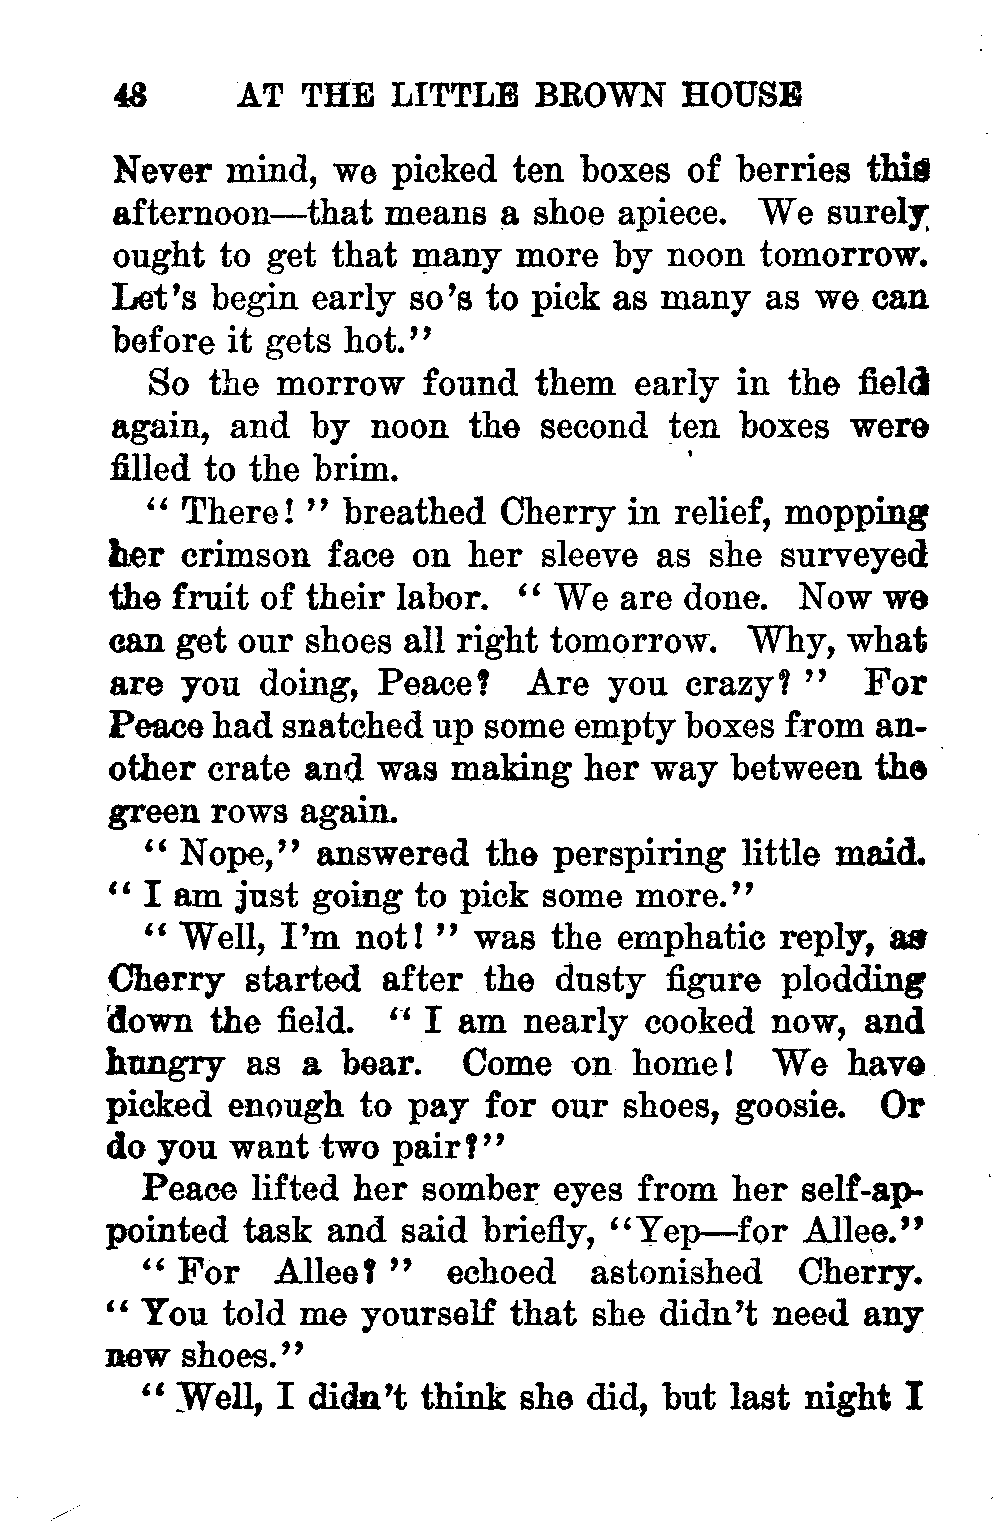 48 AT THE LITTLE BROWN HOUSE
Never mind, we picked ten boxes of berries this
afternoon—that means a shoe apiece. We surely
ought to get that many more by noon tomorrow.
Let's begin early so's to pick as many as we can
before it gets hot."
So the morrow found them early in the field
again, and by noon the second ten boxes were
filled to the brim.
" There! " breathed Cherry in relief, mopping
her crimson face on her sleeve as she surveyed
the fruit of their labor. " We are done. Now we
can get our shoes all right tomorrow. Why, what
are you doing, Peace? Are you crazy? " For
Peace had snatched up some empty boxes from an-
other crate and was making her way between the
green rows again.
" Nope," answered the perspiring little maid.
" I am just going to pick some more."
" Well, I'm not! " was the emphatic reply, as
Cherry started after the dusty figure plodding
down the field. " I am nearly cooked now, and
hungry as a bear. Come on home! We have
picked enough to pay for our shoes, goosie. Or
do you want two pair?"
Peace lifted her somber eyes from her self-ap-
pointed task and said briefly, "Yep—for Allee."
" For Allee? " echoed astonished Cherry.
" You told me yourself that she didn't need any
new shoes."
" Well, I didn't think she did, but last night I